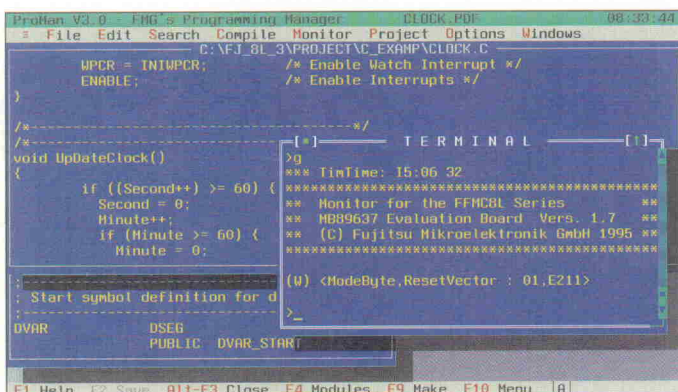 ProMan V3.0 - FMG's Programming Manager CLOCK.PDF 08:33:44
≡ File Edit Search Compile Monitor Project Options Windows
C:\FJ_8L_3\PROJECT\C_EXAMP\CLOCK.C
WPCR = INIWPCR; /* Enable Watch Interrupt */
ENABLE; /* Enable Interrupts */
}
/*------------------------------------------*/
/*------------------------------
void UpDateClock()
{
if ((Second++) >= 60) {
Second = 0;
Minute++;
if (Minute >= 60) {
Minute = 0;
;------------------------------
; Start symbol definition for d
;------------------------------
DVAR DSEG
PUBLIC DVAR_START
[*] TERMINAL [↑]
>g
*** TimTime: 15:06 32
*************************************************
** Monitor for the FFMC8L Series **
** MB89637 Evaluation Board Vers. 1.7 **
** (C) Fujitsu Mikroelektronik GmbH 1995 **
*************************************************
(W) <ModeByte,ResetVector : 01,E211>
>_
F1 Help F2 Save Alt-F3 Close F4 Modules F9 Make F10 Menu A